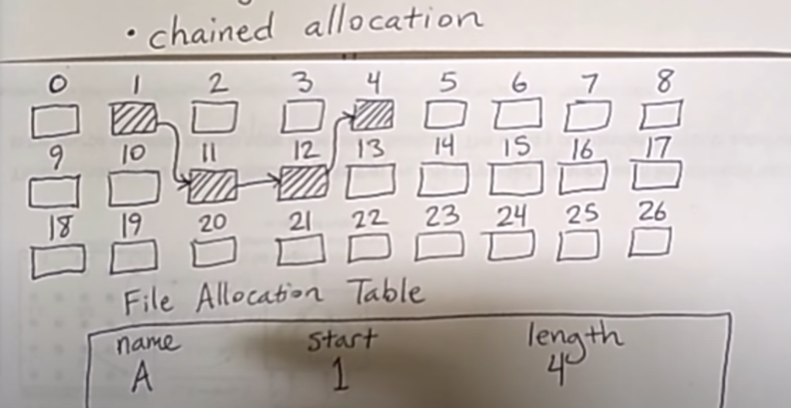 • chained allocation
0 1 2 3 4 5 6 7 8
9 10 11 12 13 14 15 16 17
18 19 20 21 22 23 24 25 26
File Allocation Table
name start length
A 1 4